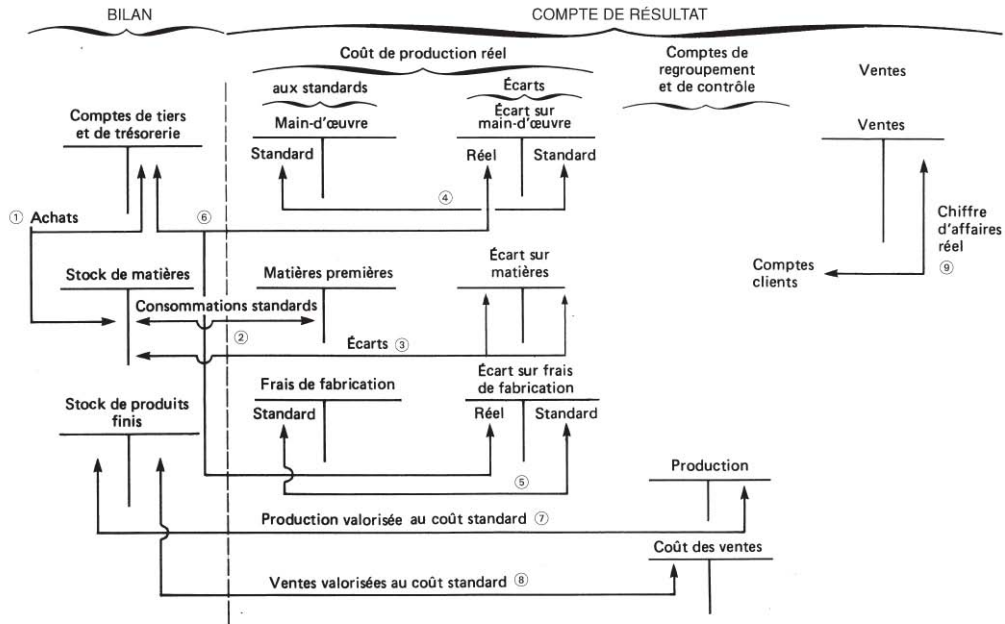 BILAN
COMPTE DE RÉSULTAT
Coût de production réel
Comptes de
regroupement
et de contrôle
Ventes
aux standards
Écarts
Comptes de tiers
et de trésorerie
Main-d'œuvre
Écart sur
main-d'œuvre
Ventes
Standard
Réel
Standard
④
① Achats
⑥
Chiffre
d'affaires
réel
⑨
Comptes
clients
Stock de matières
Matières premières
Écart sur
matières
Consommations standards
②
Écarts ③
Stock de produits
finis
Frais de fabrication
Écart sur frais
de fabrication
Standard
Réel
Standard
⑤
Production
Production valorisée au coût standard ⑦
Coût des ventes
Ventes valorisées au coût standard ⑧